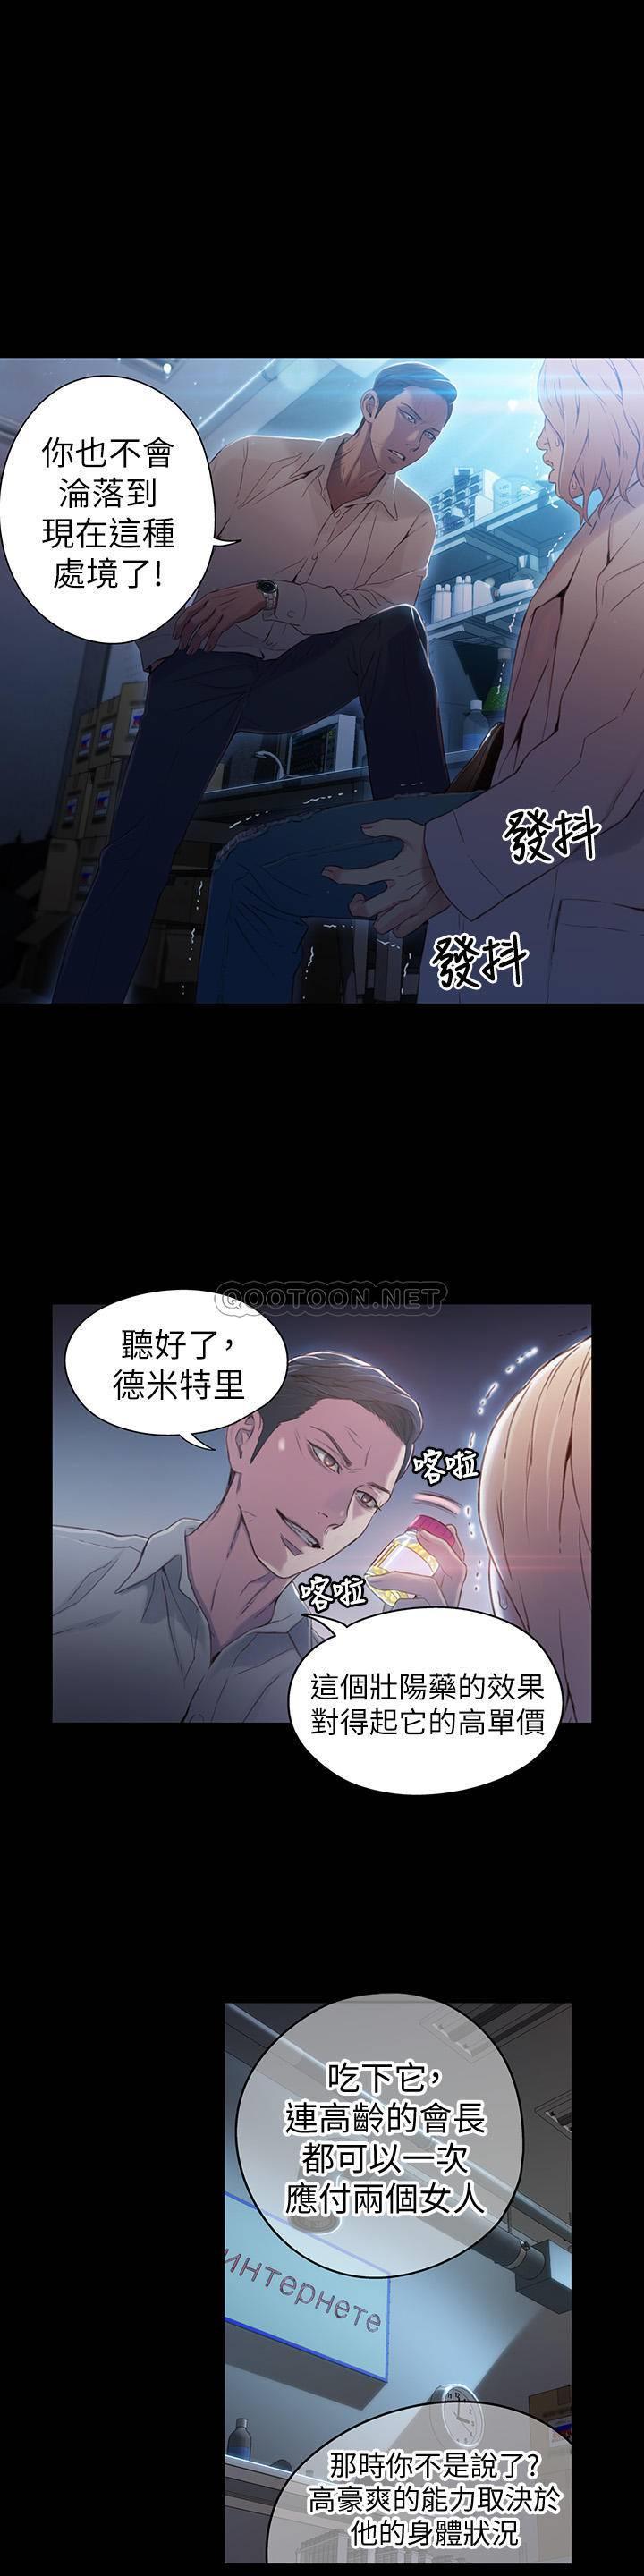 你也不會
淪落到
現在這種
處境了!
發抖
發抖
QOOTOON.NET
聽好了，
德米特里
喀啦
喀啦
這個壯陽藥的效果
對得起它的高單價
吃下它，
連高齡的會長
都可以一次
應付兩個女人
интернете
那時你不是說了?
高豪爽的能力取決於
他的身體狀況